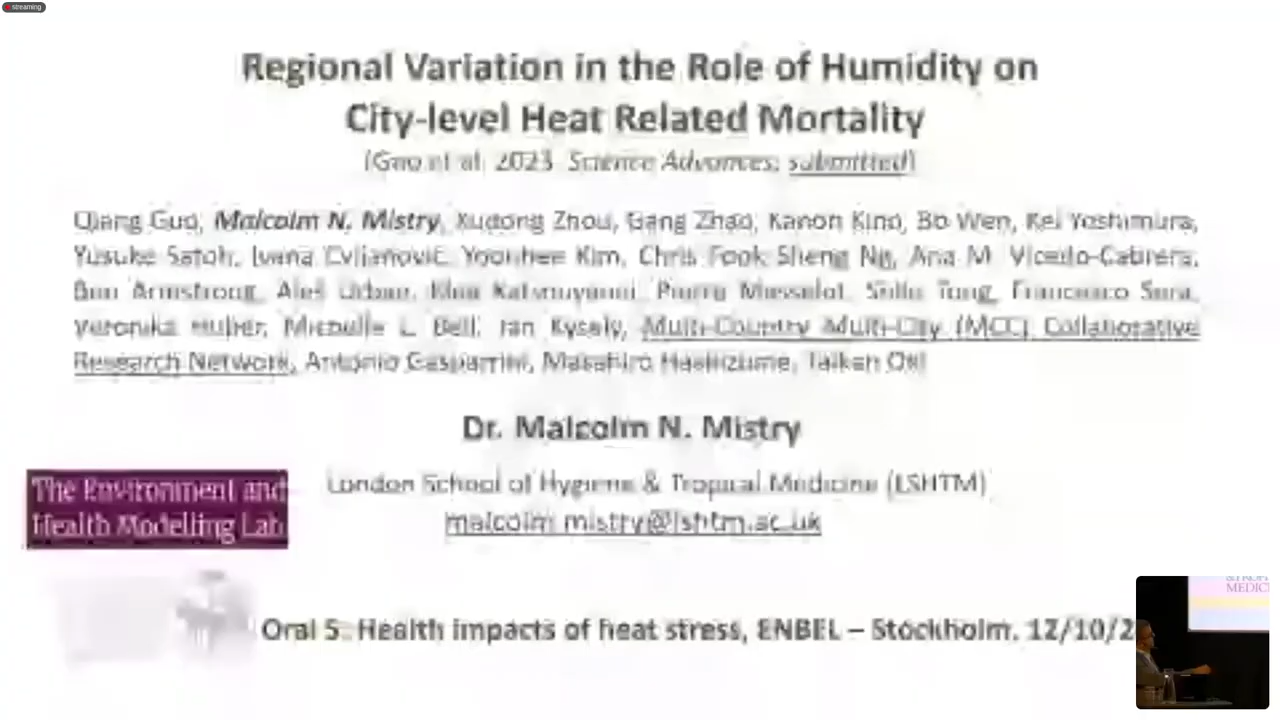 streaming
Regional Variation in the Role of Humidity on
City-level Heat Related Mortality
(Guo et al. 2023 Science Advances; submitted)
Qiang Guo, Malcolm N. Mistry, Xudong Zhou, Gang Zhao, Kanon Kino, Bo Wen, Kei Yoshimura,
Yusuke Satoh, Ivana Cvijanovic, Yoonhee Kim, Chris Fook Sheng Ng, Ana M. Vicedo-Cabrera,
Ben Armstrong, Aleš Urban, Klea Katsouyanni, Pierre Masselot, Shilu Tong, Francesco Sera,
Veronika Huber, Michelle L. Bell, Jan Kysely, Multi-Country Multi-City (MCC) Collaborative
Research Network, Antonio Gasparrini, Masahiro Hashizume, Taikan Oki
Dr. Malcolm N. Mistry
The Environment and
Health Modelling Lab
London School of Hygiene & Tropical Medicine (LSHTM)
malcolm.mistry@lshtm.ac.uk
Oral 5: Health impacts of heat stress, ENBEL – Stockholm, 12/10/2
MEDIC